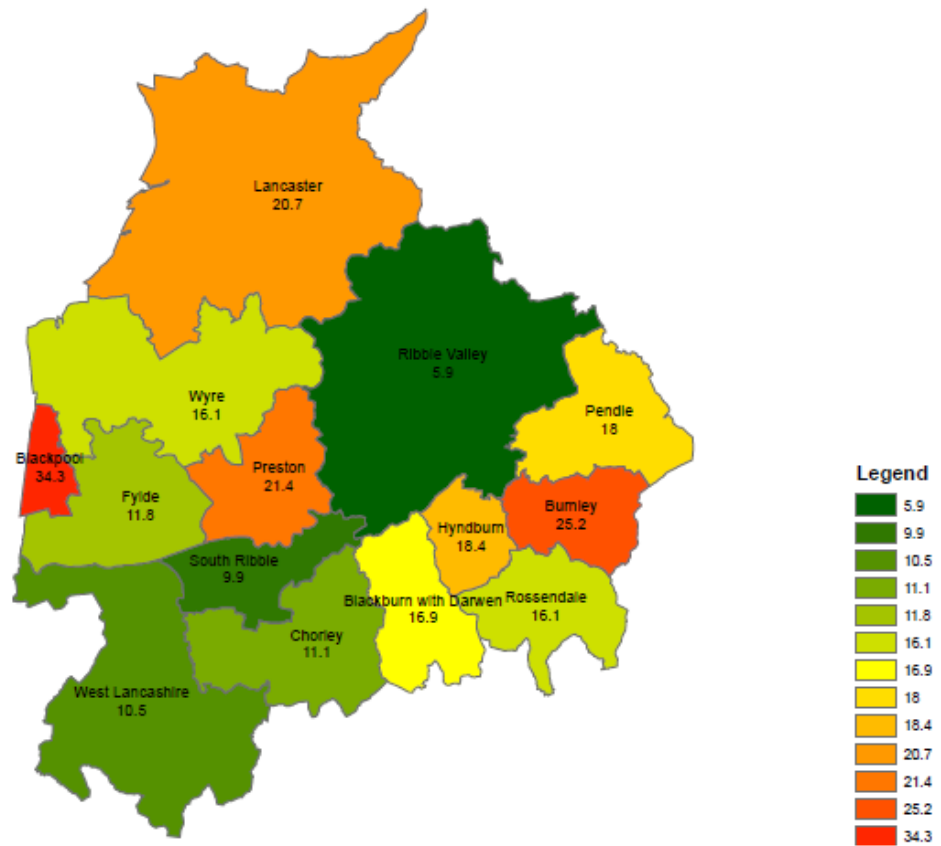 Lancaster
20.7
Ribble Valley
5.9
Wyre
16.1
Pendle
18
Blackpool
34.3
Preston
21.4
Fylde
11.8
Burnley
25.2
Hyndburn
18.4
South Ribble
9.9
Blackburn with Darwen
16.9
Rossendale
16.1
Chorley
11.1
West Lancashire
10.5
Legend
5.9
9.9
10.5
11.1
11.8
16.1
16.9
18
18.4
20.7
21.4
25.2
34.3